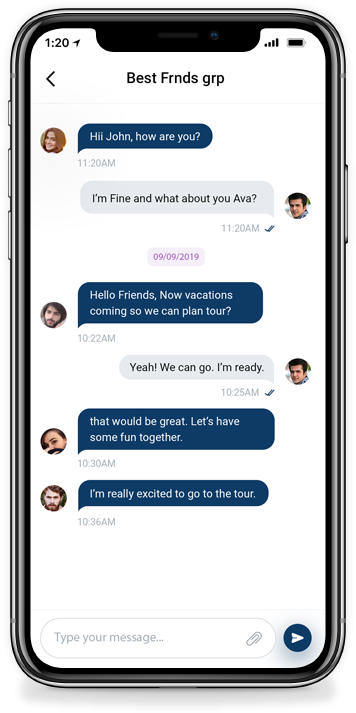 1:20
Best Frnds grp
Hii John, how are you?
11:20AM
I'm Fine and what about you Ava?
11:20AM
09/09/2019
Hello Friends, Now vacations
coming so we can plan tour?
10:22AM
Yeah! We can go. I'm ready.
10:25AM
that would be great. Let's have
some fun together.
10:30AM
I'm really excited to go to the tour.
10:36AM
Type your message...